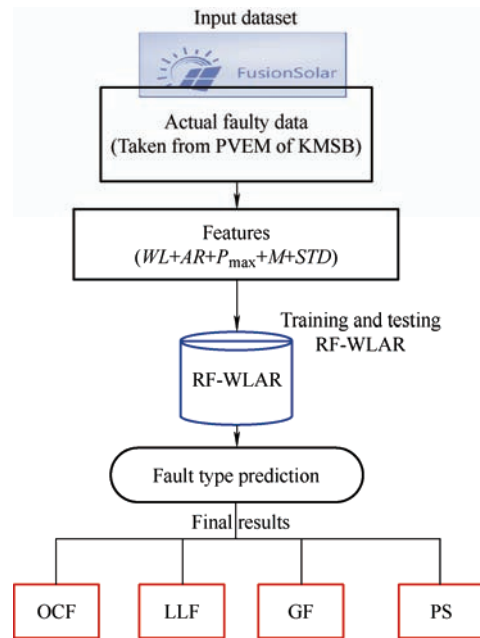 Input dataset
FusionSolar
Actual faulty data
(Taken from PVEM of KMSB)
Features
(WL+AR+Pmax+M+STD)
Training and testing
RF-WLAR
RF-WLAR
Fault type prediction
Final results
OCF LLF GF PS